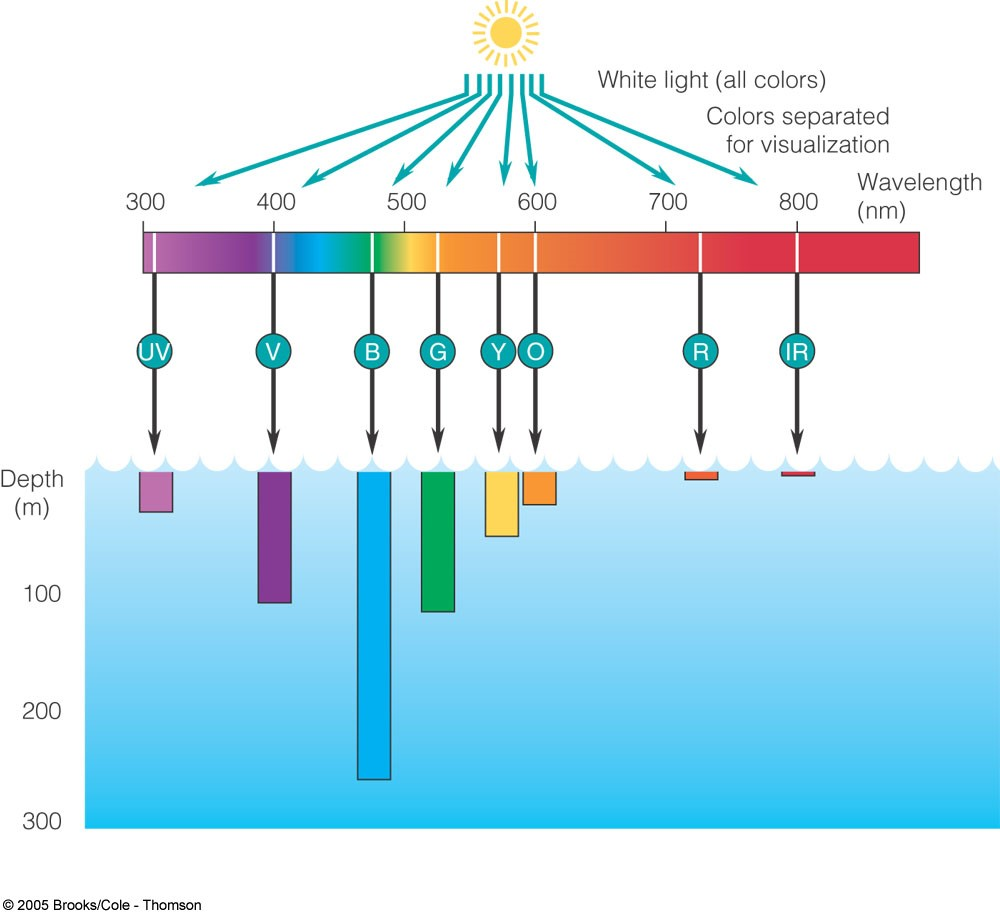 White light (all colors)
Colors separated
for visualization
Wavelength
(nm)
300 400 500 600 700 800
UV V B G Y O R IR
Depth
(m)
100
200
300
© 2005 Brooks/Cole - Thomson